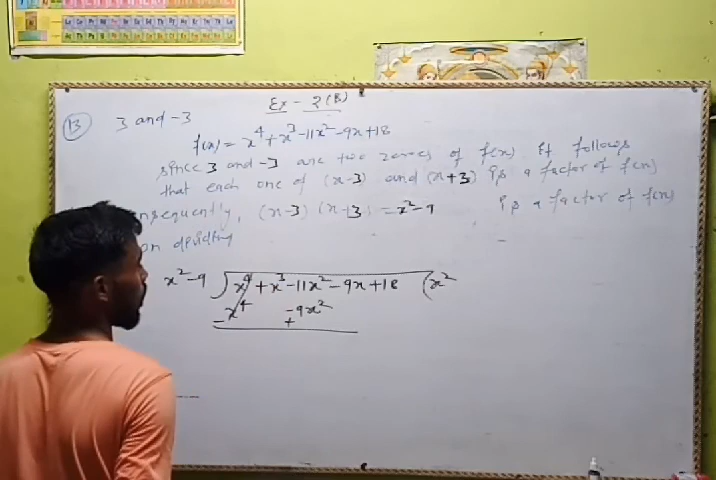 Ex - 2(B)
13 3 and -3
f(x) = x⁴+x³-11x²-9x+18
Since 3 and -3 are two zeroes of f(x) It follows
that each one of (x-3) and (x+3) is a factor of f(x)
nsequently, (x-3) (x+3) = x²-9 is a factor of f(x)
on dividing
x²-9 ) x⁴+x³-11x²-9x+18 ( x²
x⁴ -9x²
- +